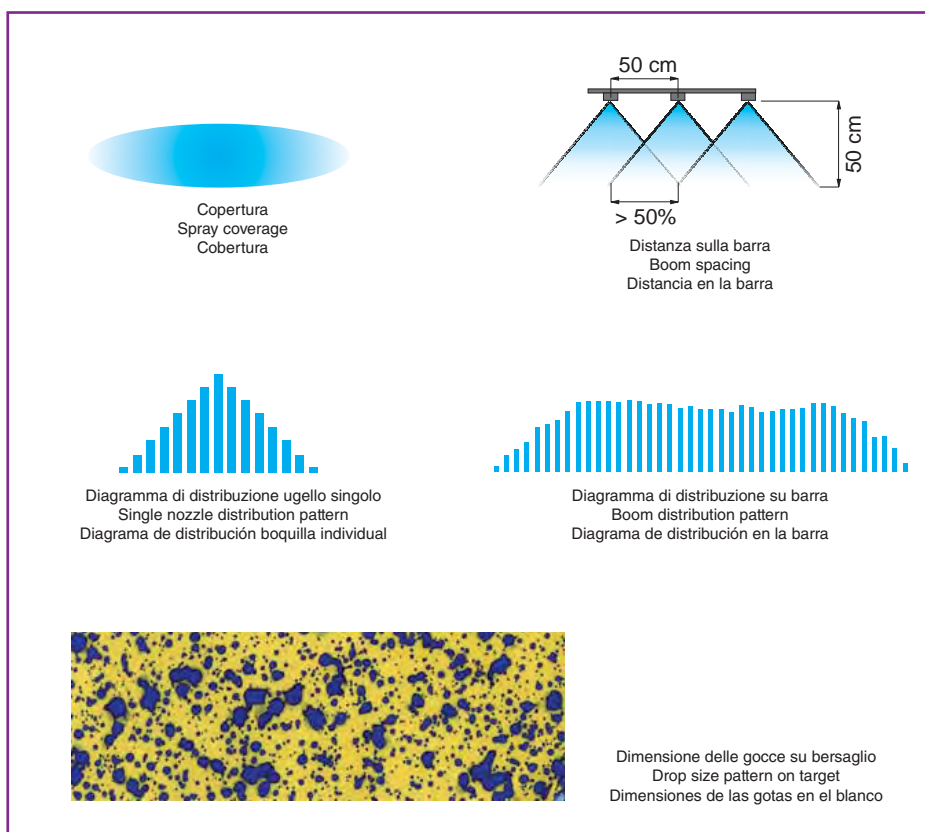 50 cm
50 cm
> 50%
Copertura
Spray coverage
Cobertura
Distanza sulla barra
Boom spacing
Distancia en la barra
Diagramma di distribuzione ugello singolo
Single nozzle distribution pattern
Diagrama de distribución boquilla individual
Diagramma di distribuzione su barra
Boom distribution pattern
Diagrama de distribución en la barra
Dimensione delle gocce su bersaglio
Drop size pattern on target
Dimensiones de las gotas en el blanco